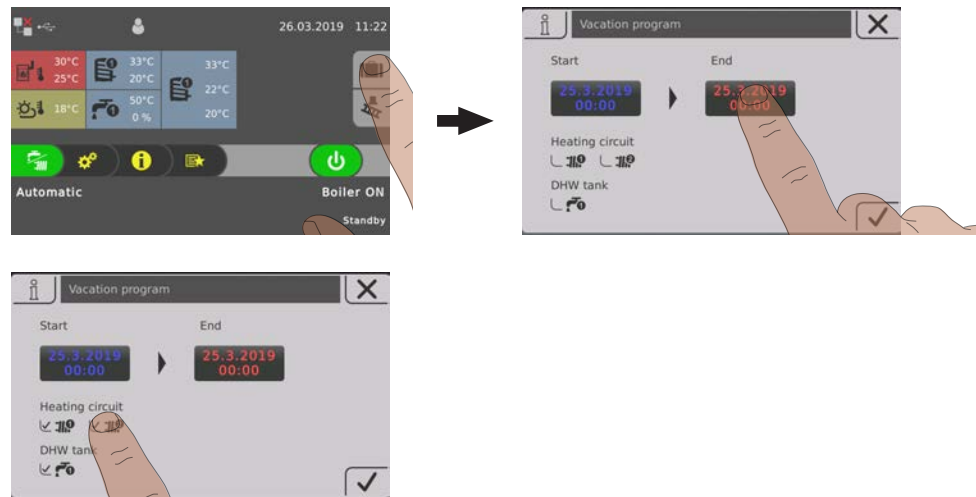 26.03.2019 11:22
30°C
25°C
33°C
20°C
33°C
22°C
20°C
18°C
50°C
0 %
Automatic
Boiler ON
Standby
Vacation program
Start
End
25.3.2019
00:00
25.3.2019
00:00
Heating circuit
DHW tank
Vacation program
Start
End
25.3.2019
00:00
25.3.2019
00:00
Heating circuit
DHW tank